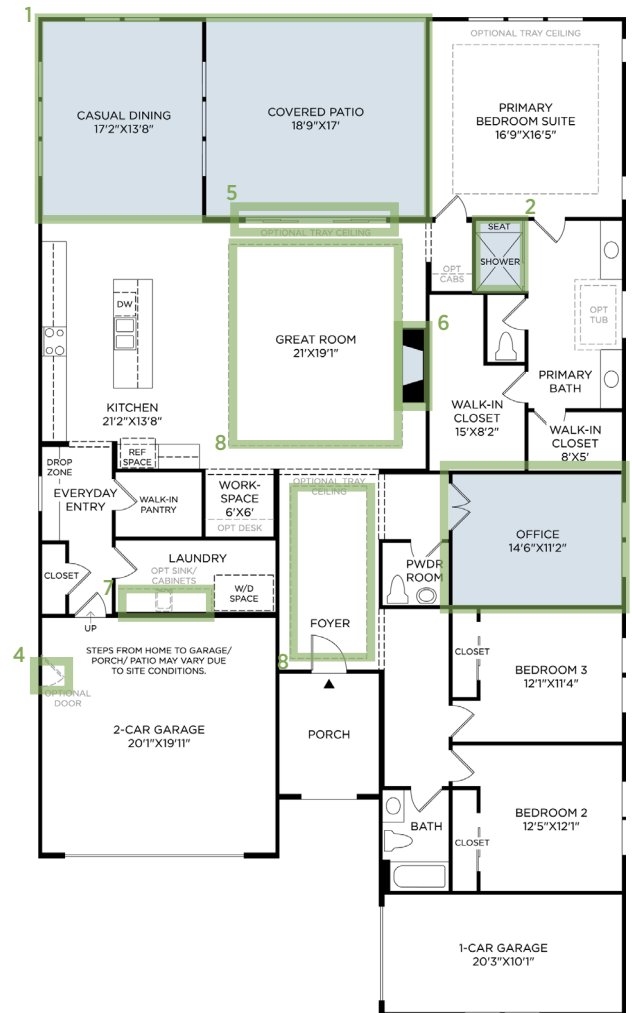 1
OPTIONAL TRAY CEILING
CASUAL DINING
17'2"X13'8"
COVERED PATIO
18'9"X17'
PRIMARY
BEDROOM SUITE
16'9"X16'5"
5
2
OPTIONAL TRAY CEILING
SEAT
SHOWER
OPT
CABS
DW
OPT
TUB
6
GREAT ROOM
21'X19'1"
PRIMARY
BATH
KITCHEN
21'2"X13'8"
WALK-IN
CLOSET
15'X8'2"
WALK-IN
CLOSET
8'X5'
8
REF
SPACE
DROP
ZONE
EVERYDAY
ENTRY
WALK-IN
PANTRY
WORK-
SPACE
6'X6'
OPT DESK
OPTIONAL TRAY
CEILING
OFFICE
14'6"X11'2"
LAUNDRY
OPT SINK/
CABINETS
W/D
SPACE
CLOSET
PWDR
ROOM
7
UP
FOYER
8
4
STEPS FROM HOME TO GARAGE/
PORCH/ PATIO MAY VARY DUE
TO SITE CONDITIONS.
OPTIONAL
DOOR
CLOSET
BEDROOM 3
12'1"X11'4"
2-CAR GARAGE
20'1"X19'11"
PORCH
BEDROOM 2
12'5"X12'1"
BATH
CLOSET
1-CAR GARAGE
20'3"X10'1"